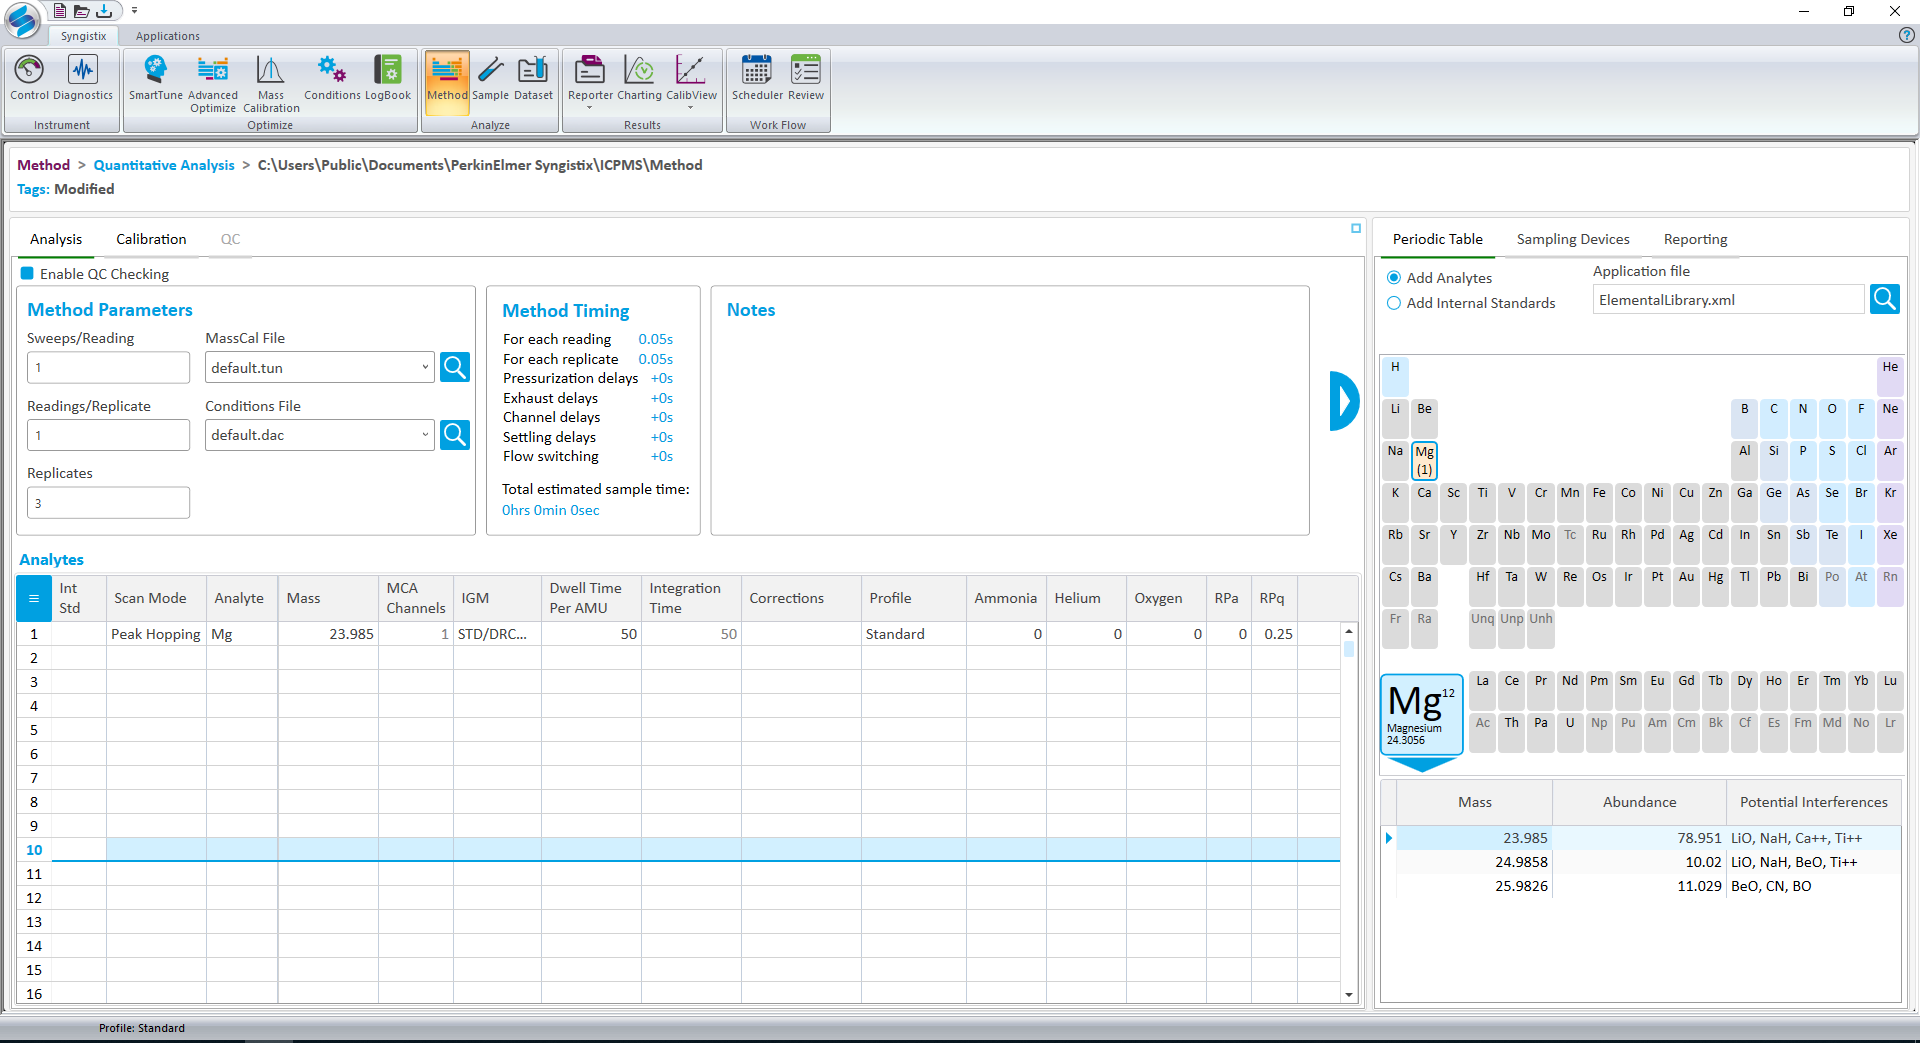 Syngistix Applications
Control Diagnostics SmartTune Advanced Optimize Mass Calibration Conditions LogBook Method Sample Dataset Reporter Charting CalibView Scheduler Review
Instrument Optimize Analyze Results Work Flow
Method > Quantitative Analysis > C:\Users\Public\Documents\PerkinElmer Syngistix\ICPMS\Method
Tags: Modified
Analysis Calibration QC
Enable QC Checking
Method Parameters
Sweeps/Reading MassCal File
1 default.tun
Readings/Replicate Conditions File
1 default.dac
Replicates
3
Method Timing
For each reading 0.05s
For each replicate 0.05s
Pressurization delays +0s
Exhaust delays +0s
Channel delays +0s
Settling delays +0s
Flow switching +0s
Total estimated sample time:
0hrs 0min 0sec
Notes
Analytes
Int Std Scan Mode Analyte Mass MCA Channels IGM Dwell Time Per AMU Integration Time Corrections Profile Ammonia Helium Oxygen RPa RPq
1 Peak Hopping Mg 23.985 1 STD/DRC... 50 50 Standard 0 0 0 0 0.25
2
3
4
5
6
7
8
9
10
11
12
13
14
15
16
Periodic Table Sampling Devices Reporting
Add Analytes
Add Internal Standards
Application file
ElementalLibrary.xml
H He
Li Be B C N O F Ne
Na Mg (1) Al Si P S Cl Ar
K Ca Sc Ti V Cr Mn Fe Co Ni Cu Zn Ga Ge As Se Br Kr
Rb Sr Y Zr Nb Mo Tc Ru Rh Pd Ag Cd In Sn Sb Te I Xe
Cs Ba Hf Ta W Re Os Ir Pt Au Hg Tl Pb Bi Po At Rn
Fr Ra Unq Unp Unh
La Ce Pr Nd Pm Sm Eu Gd Tb Dy Ho Er Tm Yb Lu
Ac Th Pa U Np Pu Am Cm Bk Cf Es Fm Md No Lr
Mg 12
Magnesium
24.3056
Mass Abundance Potential Interferences
23.985 78.951 LiO, NaH, Ca++, Ti++
24.9858 10.02 LiO, NaH, BeO, Ti++
25.9826 11.029 BeO, CN, BO
Profile: Standard